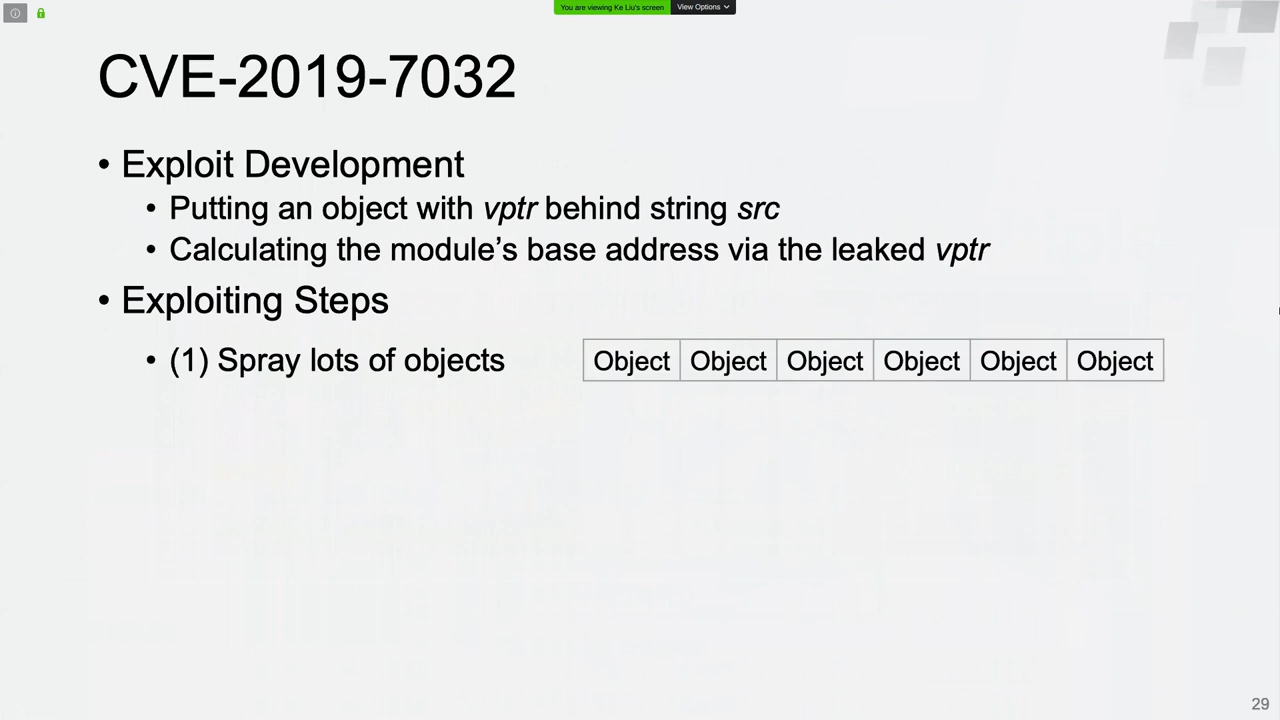 You are viewing Ke Liu's screen View Options
CVE-2019-7032
• Exploit Development
• Putting an object with vptr behind string src
• Calculating the module's base address via the leaked vptr
• Exploiting Steps
• (1) Spray lots of objects Object Object Object Object Object Object
29